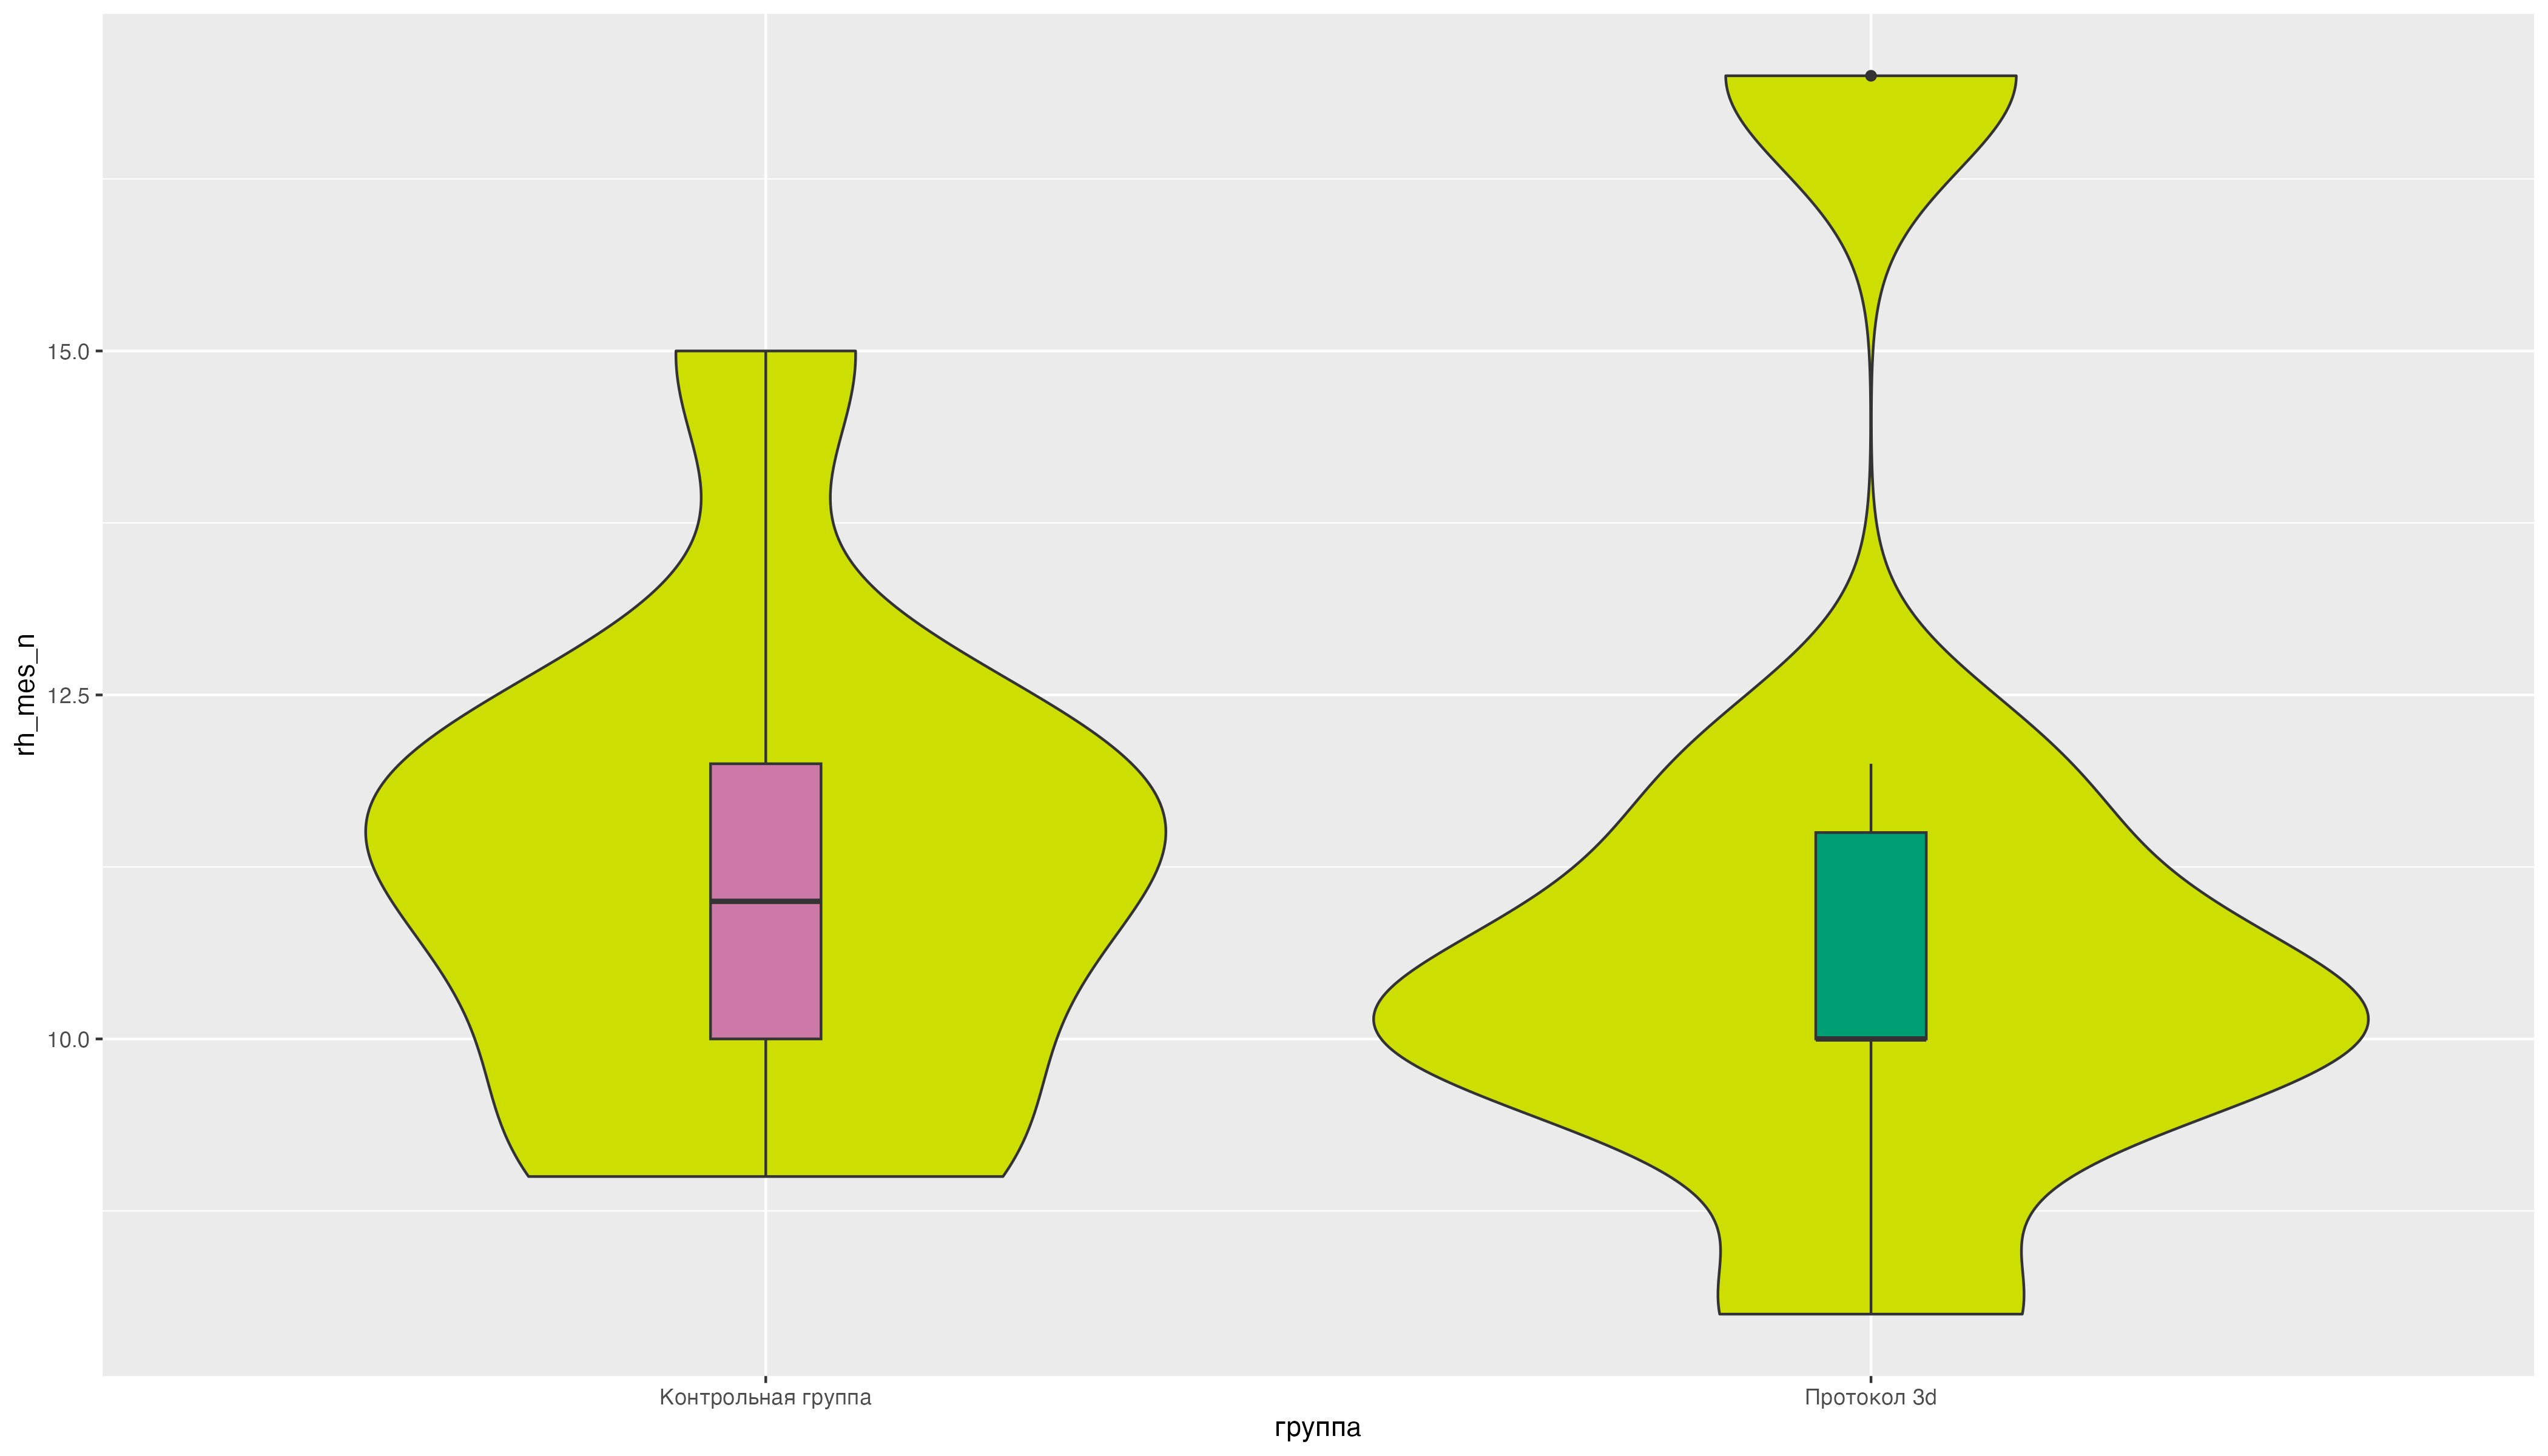 rh_mes_n
15.0
12.5
10.0
Контрольная группа
Протокол 3d
группа